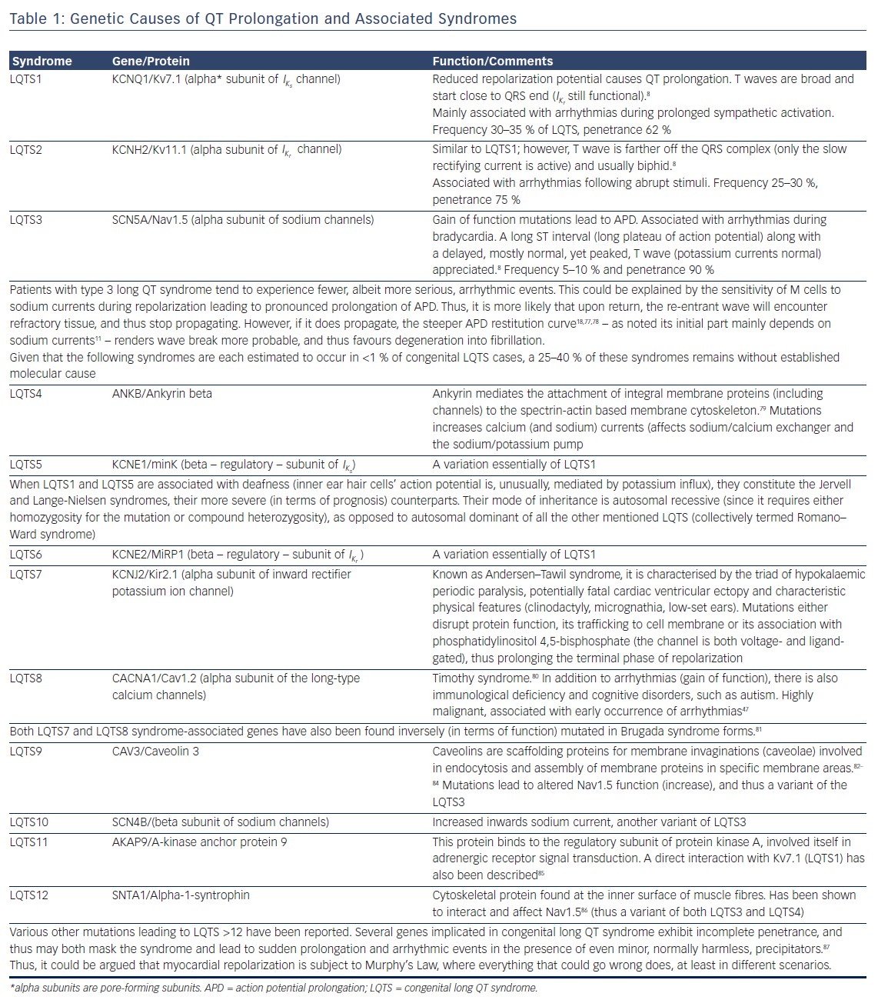 Table 1: Genetic Causes of QT Prolongation and Associated Syndromes
Syndrome Gene/Protein Function/Comments
LQTS1 KCNQ1/Kv7.1 (alpha* subunit of IKs channel) Reduced repolarization potential causes QT prolongation. T waves are broad and
start close to QRS end (IKr still functional).8
Mainly associated with arrhythmias during prolonged sympathetic activation.
Frequency 30–35 % of LQTS, penetrance 62 %
LQTS2 KCNH2/Kv11.1 (alpha subunit of IKr channel) Similar to LQTS1; however, T wave is farther off the QRS complex (only the slow
rectifying current is active) and usually biphid.8
Associated with arrhythmias following abrupt stimuli. Frequency 25–30 %,
penetrance 75 %
LQTS3 SCN5A/Nav1.5 (alpha subunit of sodium channels) Gain of function mutations lead to APD. Associated with arrhythmias during
bradycardia. A long ST interval (long plateau of action potential) along with
a delayed, mostly normal, yet peaked, T wave (potassium currents normal)
appreciated.8 Frequency 5–10 % and penetrance 90 %
Patients with type 3 long QT syndrome tend to experience fewer, albeit more serious, arrhythmic events. This could be explained by the sensitivity of M cells to
sodium currents during repolarization leading to pronounced prolongation of APD. Thus, it is more likely that upon return, the re-entrant wave will encounter
refractory tissue, and thus stop propagating. However, if it does propagate, the steeper APD restitution curve18,77,78 – as noted its initial part mainly depends on
sodium currents11 – renders wave break more probable, and thus favours degeneration into fibrillation.
Given that the following syndromes are each estimated to occur in <1 % of congenital LQTS cases, a 25–40 % of these syndromes remains without established
molecular cause
LQTS4 ANKB/Ankyrin beta Ankyrin mediates the attachment of integral membrane proteins (including
channels) to the spectrin-actin based membrane cytoskeleton.79 Mutations
increases calcium (and sodium) currents (affects sodium/calcium exchanger and
the sodium/potassium pump
LQTS5 KCNE1/minK (beta – regulatory – subunit of IKs) A variation essentially of LQTS1
When LQTS1 and LQTS5 are associated with deafness (inner ear hair cells' action potential is, unusually, mediated by potassium influx), they constitute the Jervell
and Lange-Nielsen syndromes, their more severe (in terms of prognosis) counterparts. Their mode of inheritance is autosomal recessive (since it requires either
homozygosity for the mutation or compound heterozygosity), as opposed to autosomal dominant of all the other mentioned LQTS (collectively termed Romano–
Ward syndrome)
LQTS6 KCNE2/MiRP1 (beta – regulatory – subunit of IKr ) A variation essentially of LQTS1
LQTS7 KCNJ2/Kir2.1 (alpha subunit of inward rectifier Known as Andersen–Tawil syndrome, it is characterised by the triad of hypokalaemic
potassium ion channel) periodic paralysis, potentially fatal cardiac ventricular ectopy and characteristic
physical features (clinodactyly, micrognathia, low-set ears). Mutations either
disrupt protein function, its trafficking to cell membrane or its association with
phosphatidylinositol 4,5-bisphosphate (the channel is both voltage- and ligand-
gated), thus prolonging the terminal phase of repolarization
LQTS8 CACNA1/Cav1.2 (alpha subunit of the long-type Timothy syndrome.80 In addition to arrhythmias (gain of function), there is also
calcium channels) immunological deficiency and cognitive disorders, such as autism. Highly
malignant, associated with early occurrence of arrhythmias47
Both LQTS7 and LQTS8 syndrome-associated genes have also been found inversely (in terms of function) mutated in Brugada syndrome forms.81
LQTS9 CAV3/Caveolin 3 Caveolins are scaffolding proteins for membrane invaginations (caveolae) involved
in endocytosis and assembly of membrane proteins in specific membrane areas.82–
84 Mutations lead to altered Nav1.5 function (increase), and thus a variant of the
LQTS3
LQTS10 SCN4B/(beta subunit of sodium channels) Increased inwards sodium current, another variant of LQTS3
LQTS11 AKAP9/A-kinase anchor protein 9 This protein binds to the regulatory subunit of protein kinase A, involved itself in
adrenergic receptor signal transduction. A direct interaction with Kv7.1 (LQTS1) has
also been described85
LQTS12 SNTA1/Alpha-1-syntrophin Cytoskeletal protein found at the inner surface of muscle fibres. Has been shown
to interact and affect Nav1.586 (thus a variant of both LQTS3 and LQTS4)
Various other mutations leading to LQTS >12 have been reported. Several genes implicated in congenital long QT syndrome exhibit incomplete penetrance, and
thus may both mask the syndrome and lead to sudden prolongation and arrhythmic events in the presence of even minor, normally harmless, precipitators.87
Thus, it could be argued that myocardial repolarization is subject to Murphy's Law, where everything that could go wrong does, at least in different scenarios.
*alpha subunits are pore-forming subunits. APD = action potential prolongation; LQTS = congenital long QT syndrome.